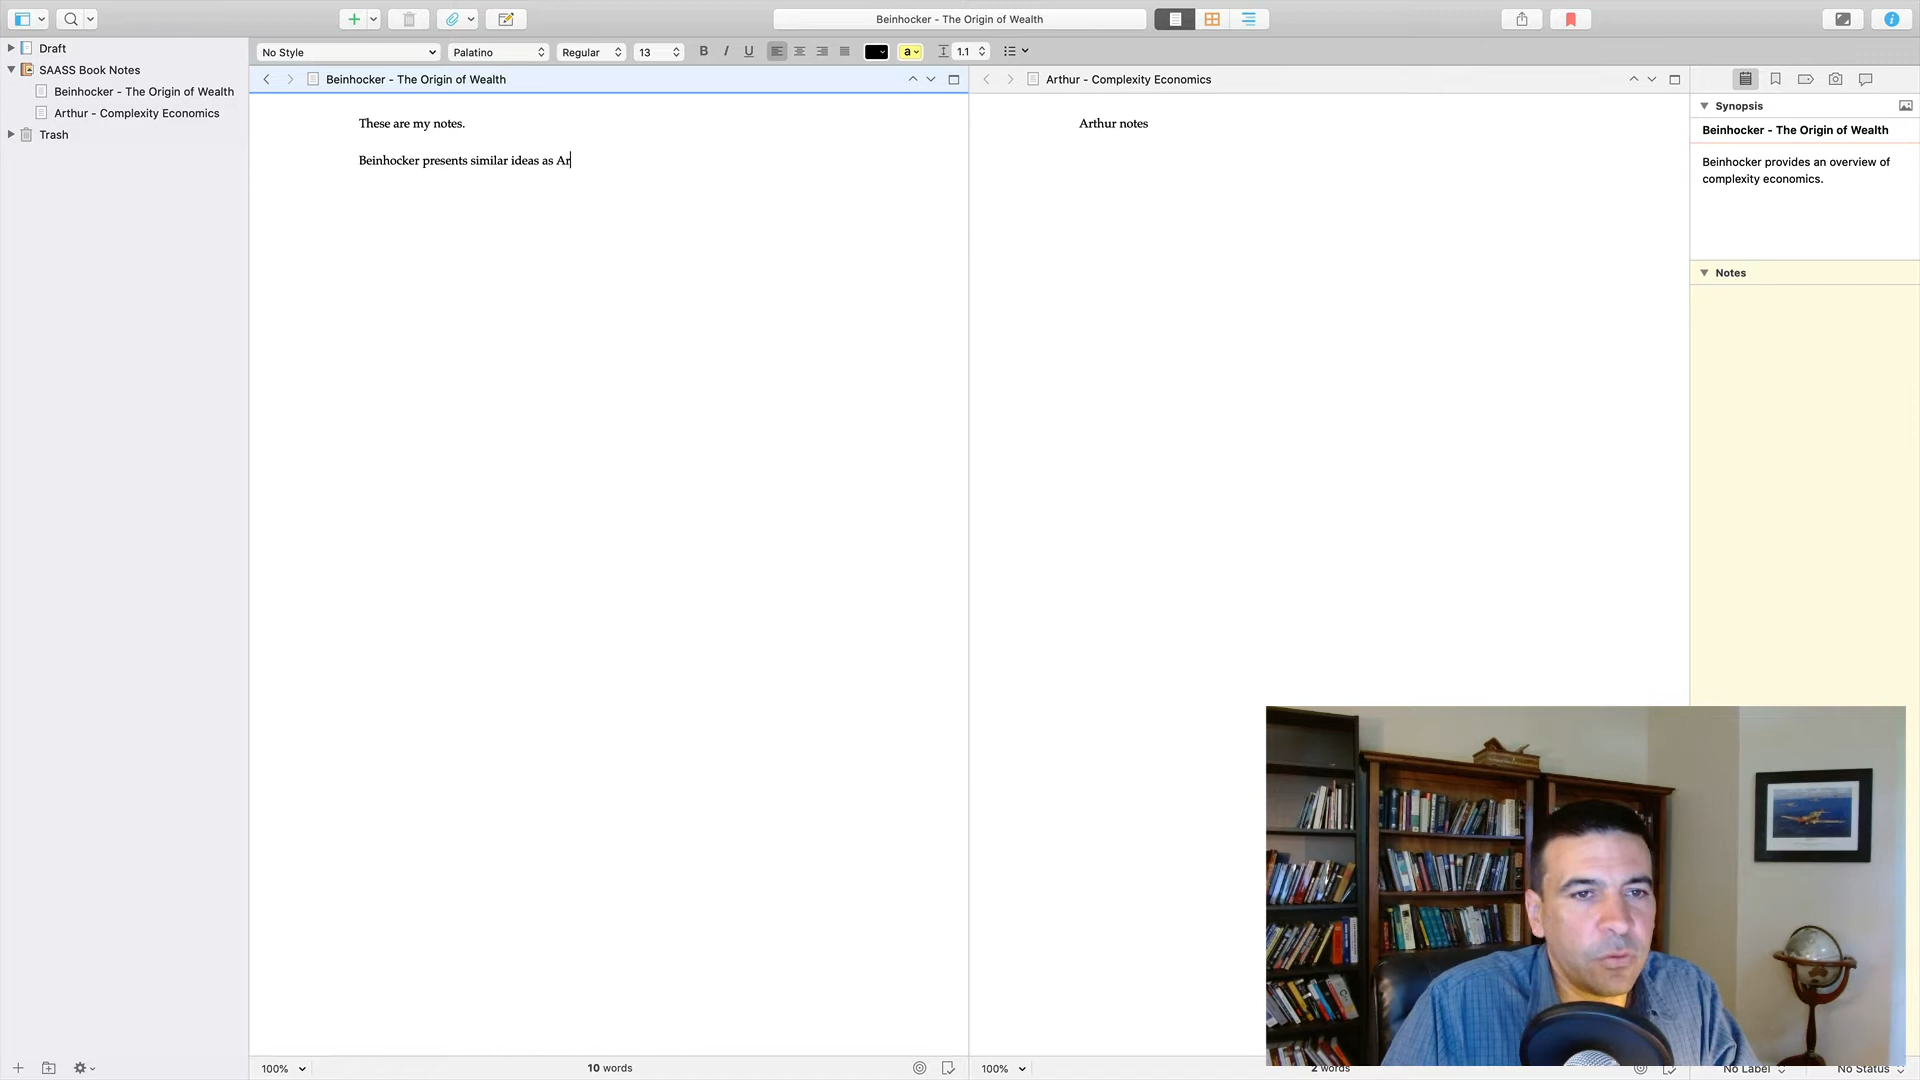 Beinhocker - The Origin of Wealth
Draft
SAASS Book Notes
Beinhocker - The Origin of Wealth
Arthur - Complexity Economics
Trash
No Style
Palatino
Regular
13
B I U
a
1.1
Beinhocker - The Origin of Wealth
These are my notes.
Beinhocker presents similar ideas as Ar
100%
10 words
Arthur - Complexity Economics
Arthur notes
100%
2 words
Synopsis
Beinhocker - The Origin of Wealth
Beinhocker provides an overview of
complexity economics.
Notes
No Label
No Status